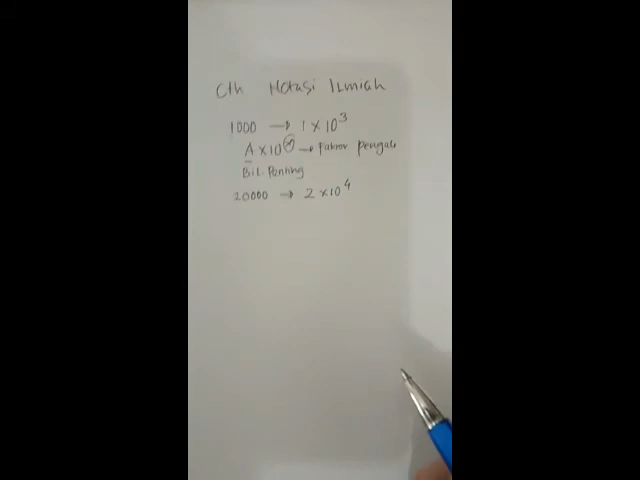 Cth Notasi Ilmiah
1000 → 1 × 10³
A × 10ⁿ → Faktor pengali
Bil. Penting
20000 → 2 × 10⁴